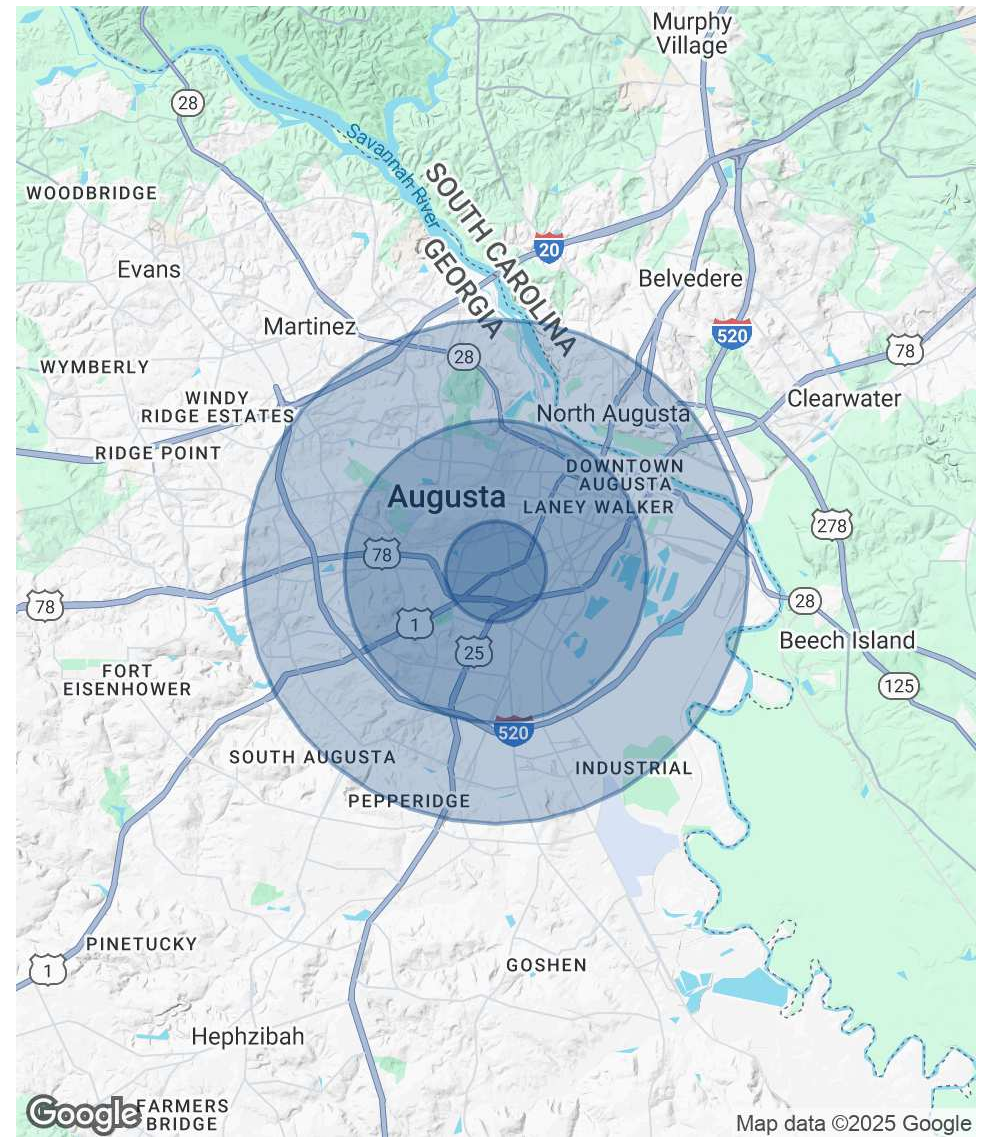 Murphy
Village
28
Savannah River
SOUTH CAROLINA
GEORGIA
WOODBRIDGE
20
Evans
Belvedere
Martinez
520
28
78
WYMBERLY
WINDY
RIDGE ESTATES
Clearwater
North Augusta
RIDGE POINT
DOWNTOWN
AUGUSTA
Augusta
LANEY WALKER
278
78
78
28
1
Beech Island
25
FORT
EISENHOWER
125
520
SOUTH AUGUSTA
INDUSTRIAL
PEPPERIDGE
PINETUCKY
1
GOSHEN
Hephzibah
Google
FARMERS
BRIDGE
Map data ©2025 Google